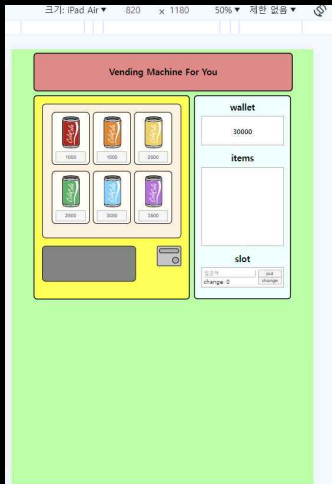 크기: iPad Air ▼ 820 × 1180 50% ▼ 제한 없음 ▼
Vending Machine For You
wallet
30000
items
1000 1500 2000
2500 3000 3500
slot
put
change: 0 change